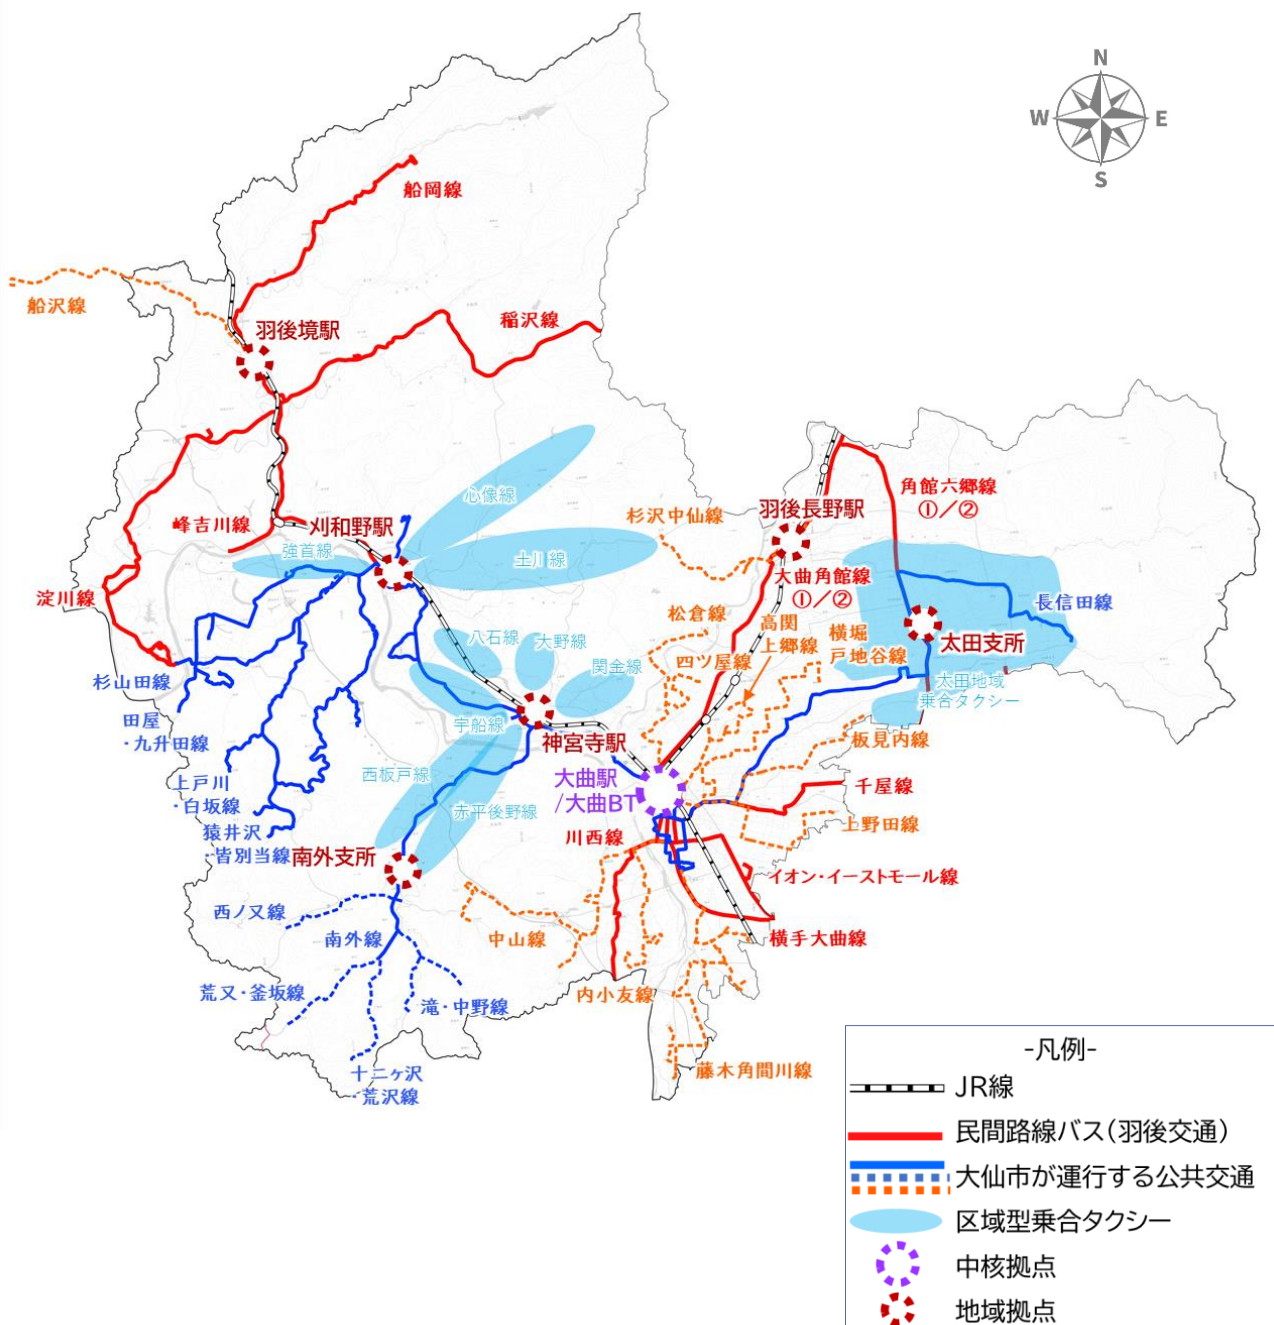 N
W
E
S
船岡線
船沢線
羽後境駅
稲沢線
心像線
角館六郷線
①／②
羽後長野駅
杉沢中仙線
峰吉川線
刈和野駅
強首線
土川線
大曲角館線
①／②
淀川線
長信田線
松倉線
高関
上郷線
横堀
戸地谷線
太田支所
八石線
大野線
四ツ屋線
関金線
杉山田線
太田地域
乗合タクシー
田屋
・九升田線
宇船線
神宮寺駅
板見内線
西板戸線
大曲駅
/大曲BT
上戸川
・白坂線
千屋線
赤平後野線
上野田線
猿井沢
・皆別当線
川西線
南外支所
イオン・イーストモール線
西ノ又線
南外線
中山線
横手大曲線
荒又・釜坂線
滝・中野線
内小友線
十二ヶ沢
・荒沢線
藤木角間川線
-凡例-
JR線
民間路線バス（羽後交通）
大仙市が運行する公共交通
区域型乗合タクシー
中核拠点
地域拠点